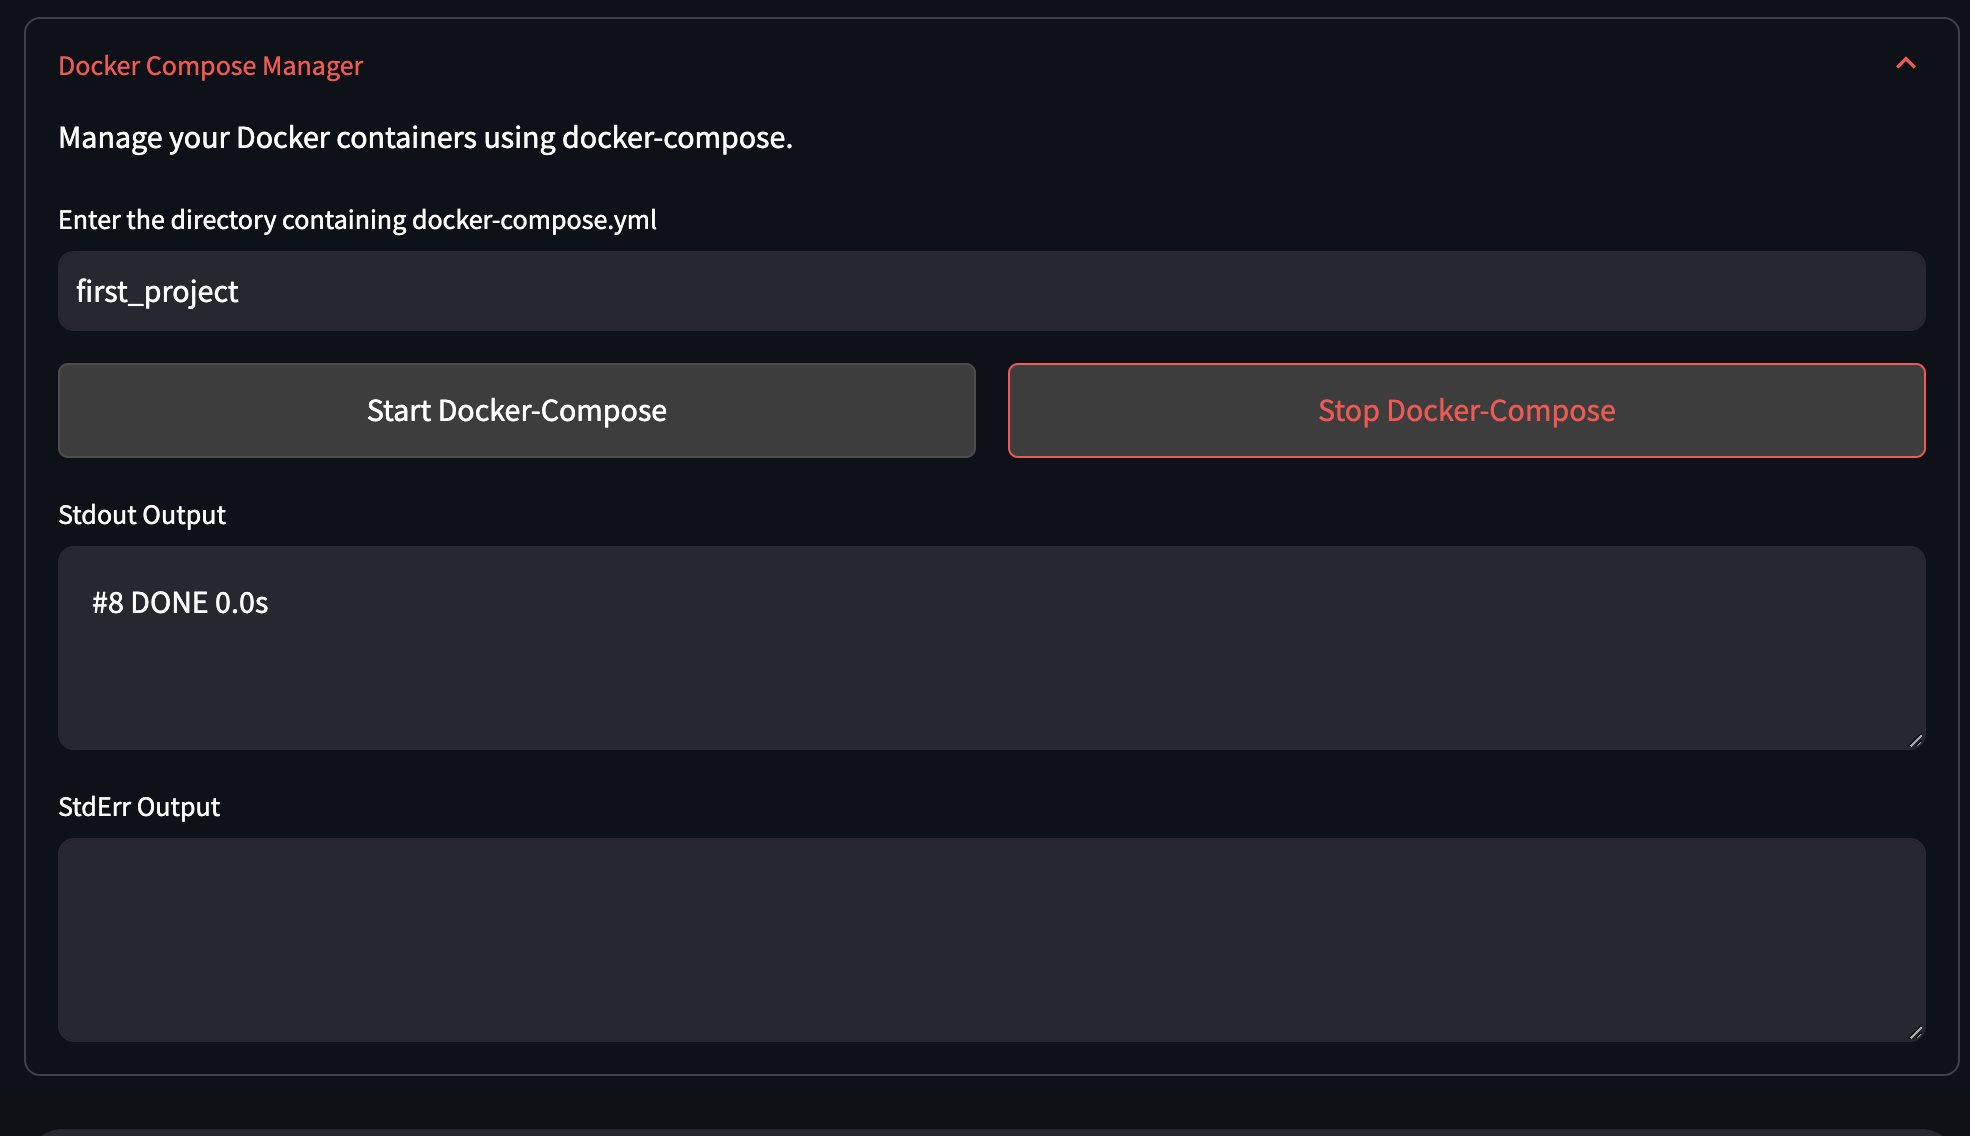 Docker Compose Manager
Manage your Docker containers using docker-compose.
Enter the directory containing docker-compose.yml
first_project
Start Docker-Compose
Stop Docker-Compose
Stdout Output
#8 DONE 0.0s
StdErr Output